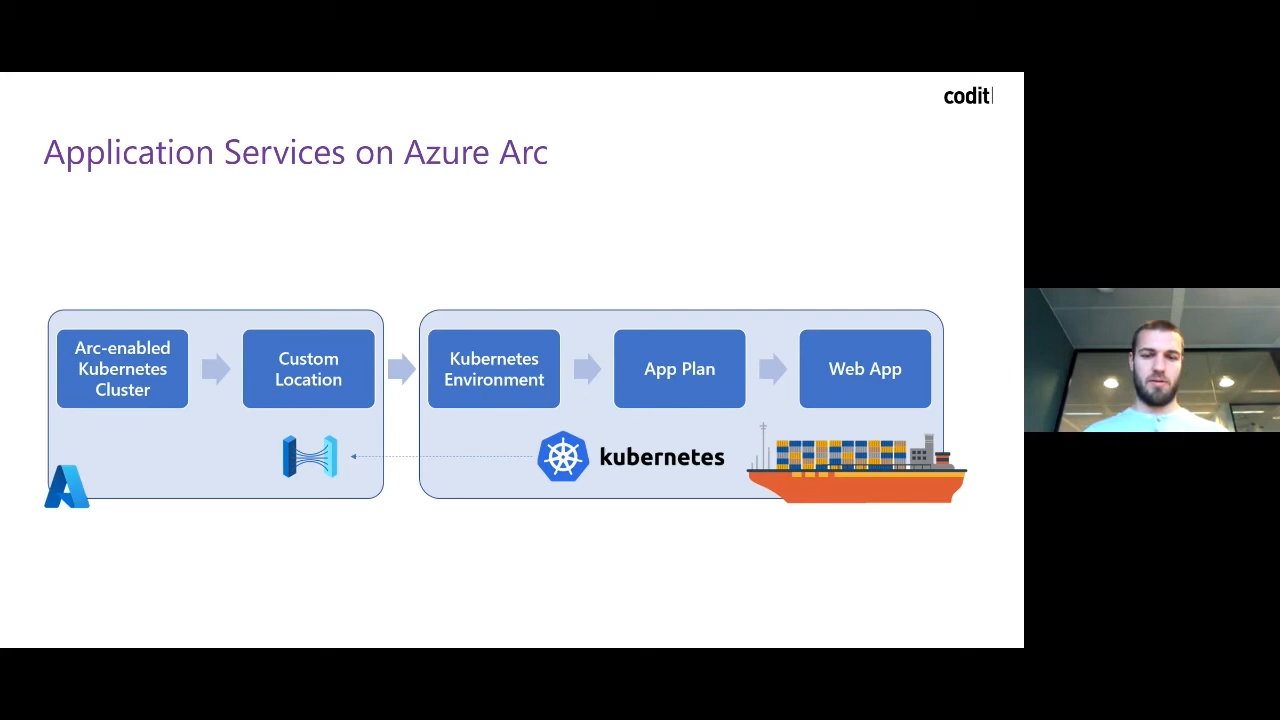 codit
Application Services on Azure Arc
Arc-enabled
Kubernetes
Cluster
Custom
Location
Kubernetes
Environment
App Plan
Web App
kubernetes